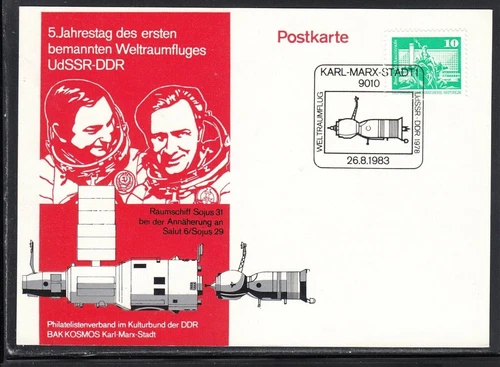 5.Jahrestag des ersten
bemannten Weltraumfluges
UdSSR-DDR
Postkarte
10
KARL-MARX-STADT 1
9010
WELTRAUMFLUG
UdSSR-DDR 1978
26.8.1983
Raumschiff Sojus 31
bei der Annäherung an
Salut 6/Sojus 29
Philatelistenverband im Kulturbund der DDR
BAK KOSMOS Karl-Marx-Stadt